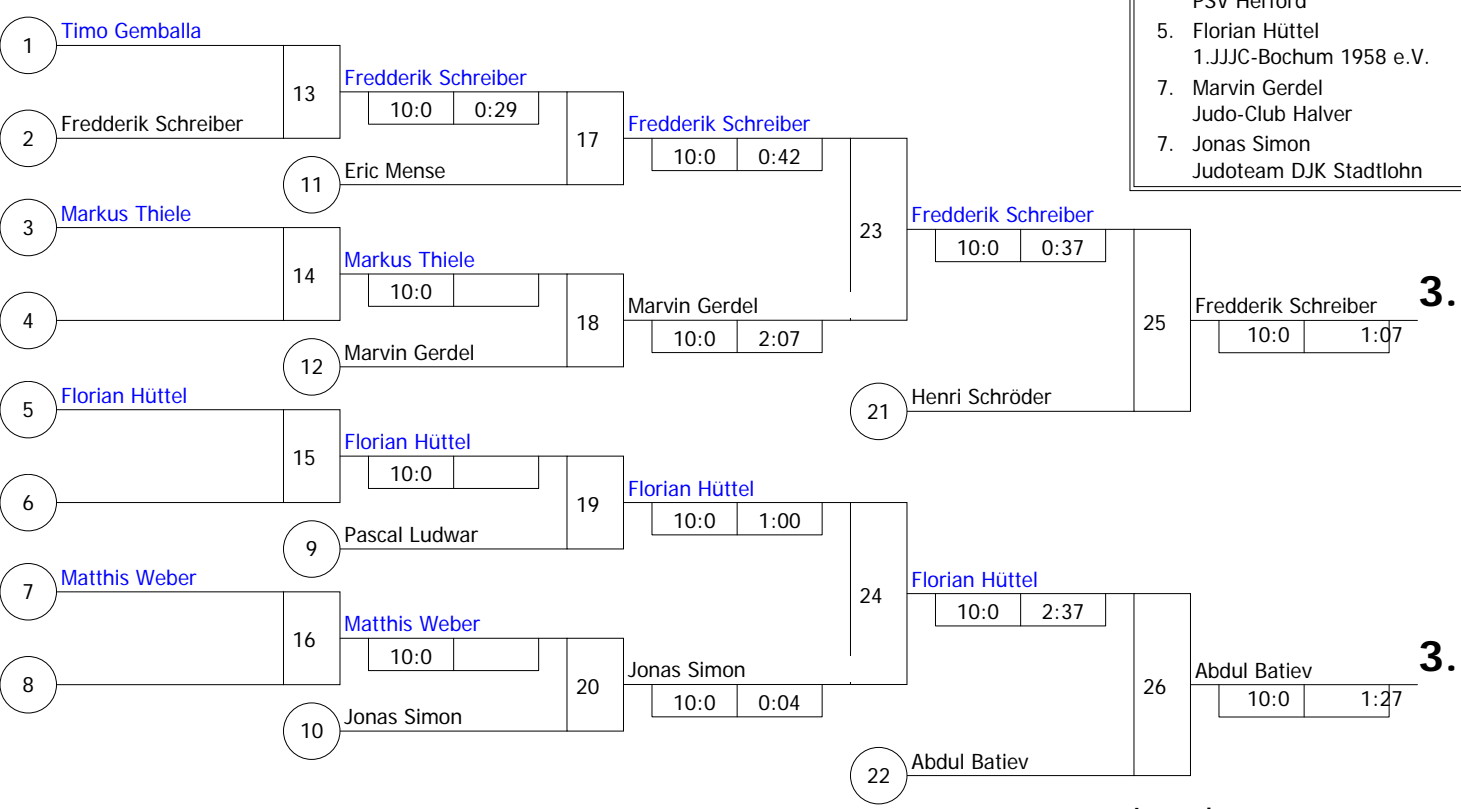 PSV Herford
5. Florian Hüttel
1.JJJC-Bochum 1958 e.V.
7. Marvin Gerdel
Judo-Club Halver
7. Jonas Simon
Judoteam DJK Stadtlohn
1 Timo Gemballa
13
Fredderik Schreiber
10:0 0:29
2 Fredderik Schreiber
17
Fredderik Schreiber
10:0 0:42
11 Eric Mense
3 Markus Thiele
23
Fredderik Schreiber
10:0 0:37
14
Markus Thiele
10:0
4
18
Marvin Gerdel
10:0 2:07
12 Marvin Gerdel
25
Fredderik Schreiber 3.
10:0 1:07
5 Florian Hüttel
21 Henri Schröder
15
Florian Hüttel
10:0
6
19
Florian Hüttel
10:0 1:00
9 Pascal Ludwar
7 Matthis Weber
24
Florian Hüttel
10:0 2:37
16
Matthis Weber
10:0
8
20
Jonas Simon
10:0 0:04
10 Jonas Simon
26
Abdul Batiev 3.
10:0 1:27
22 Abdul Batiev